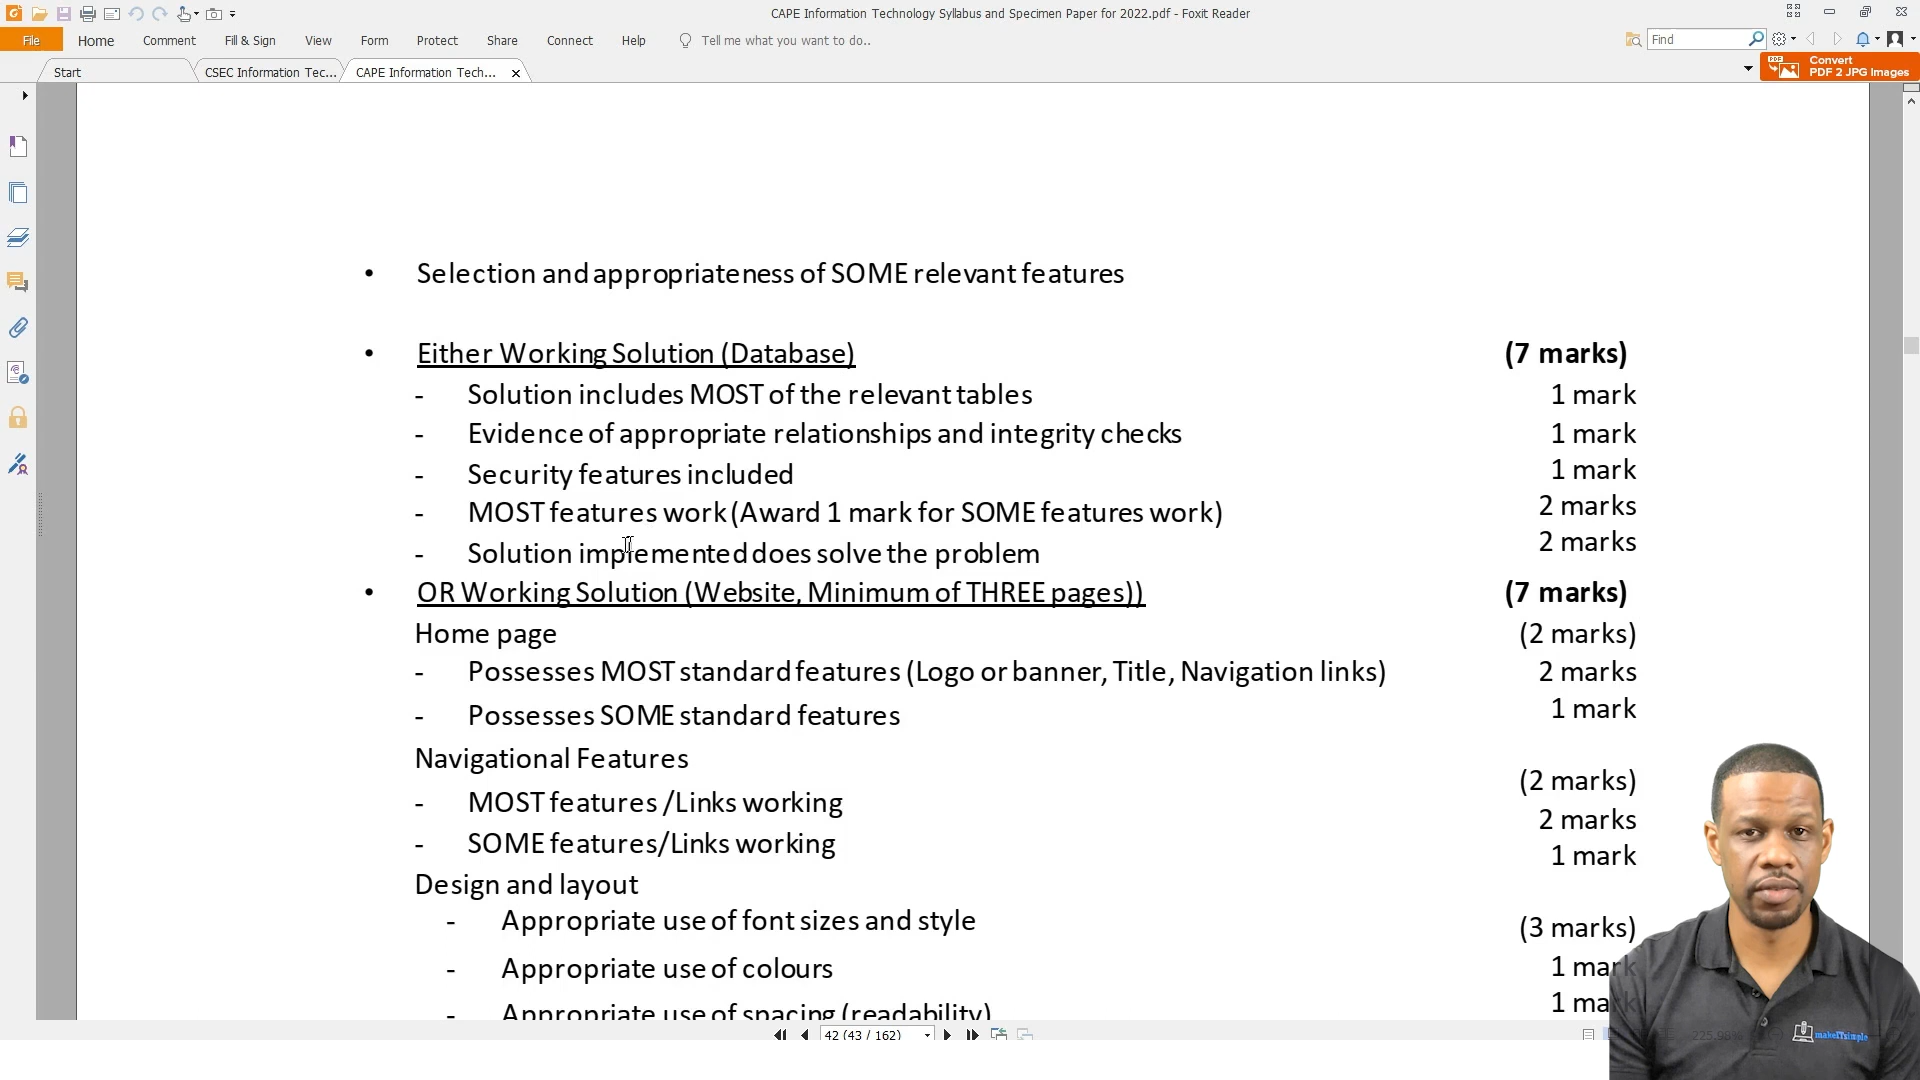 CAPE Information Technology Syllabus and Specimen Paper for 2022.pdf - Foxit Reader
File Home Comment Fill & Sign View Form Protect Share Connect Help Tell me what you want to do.. Find
Start CSEC Information Tec... CAPE Information Tech... Convert
PDF 2 JPG Images
• Selection and appropriateness of SOME relevant features
• Either Working Solution (Database) (7 marks)
- Solution includes MOST of the relevant tables 1 mark
- Evidence of appropriate relationships and integrity checks 1 mark
- Security features included 1 mark
- MOST features work (Award 1 mark for SOME features work) 2 marks
- Solution implemented does solve the problem 2 marks
• OR Working Solution (Website, Minimum of THREE pages)) (7 marks)
Home page (2 marks)
- Possesses MOST standard features (Logo or banner, Title, Navigation links) 2 marks
- Possesses SOME standard features 1 mark
Navigational Features (2 marks)
- MOST features /Links working 2 marks
- SOME features/Links working 1 mark
Design and layout (3 marks)
- Appropriate use of font sizes and style 1 mark
- Appropriate use of colours 1 mark
- Appropriate use of spacing (readability)
42 (43 / 162)
makeITsimple